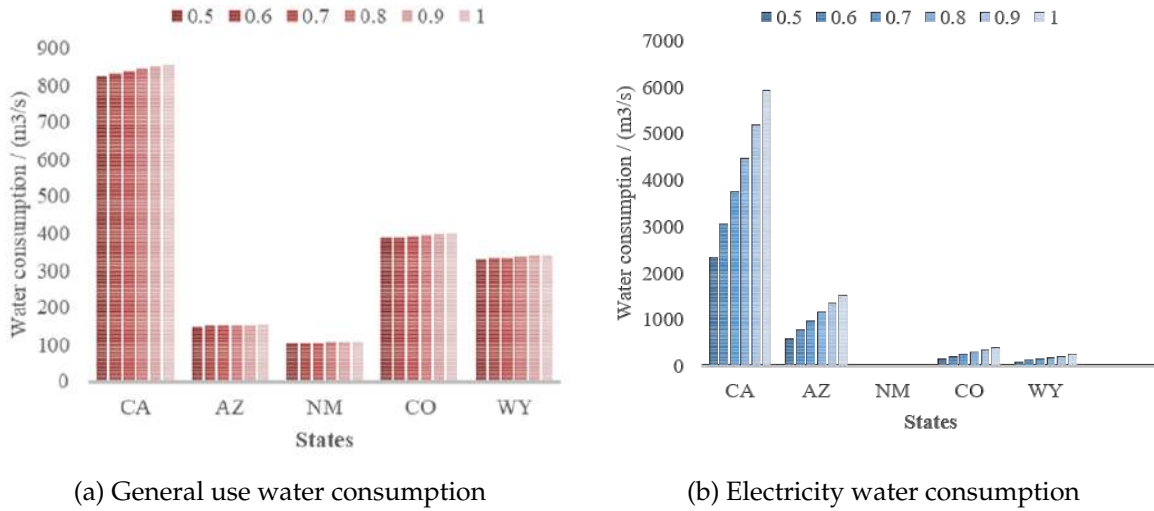 0.5 0.6 0.7 0.8 0.9 1
900
800
700
600
500
400
300
200
100
0
Water consumption / (m3/s)
CA AZ NM CO WY
States
(a) General use water consumption
0.5 0.6 0.7 0.8 0.9 1
7000
6000
5000
4000
3000
2000
1000
0
Water consumption / (m3/s)
CA AZ NM CO WY
States
(b) Electricity water consumption